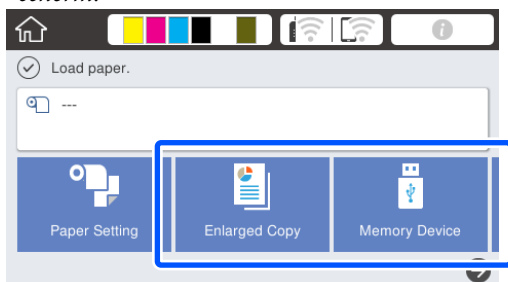 Load paper.
---
Paper Setting
Enlarged Copy
Memory Device